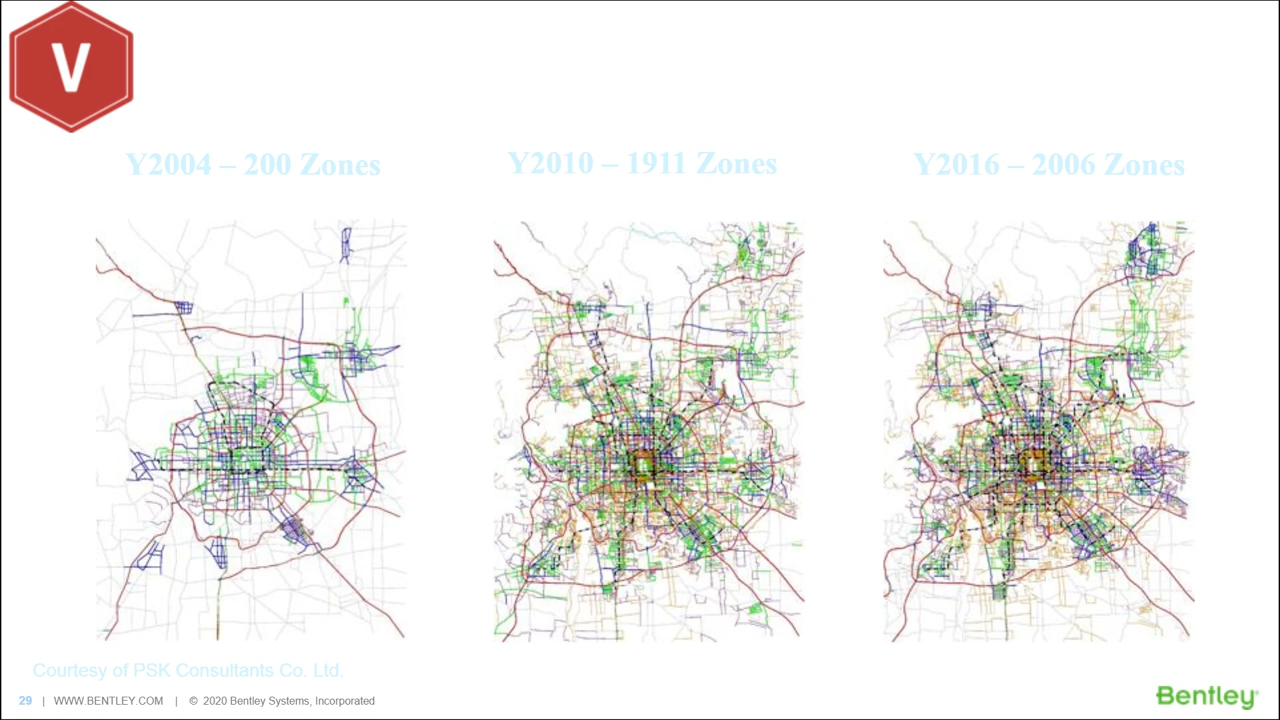 V
Y2004 – 200 Zones
Y2010 – 1911 Zones
Y2016 – 2006 Zones
Courtesy of PSK Consultants Co. Ltd.
29 | WWW.BENTLEY.COM | © 2020 Bentley Systems, Incorporated
Bentley®